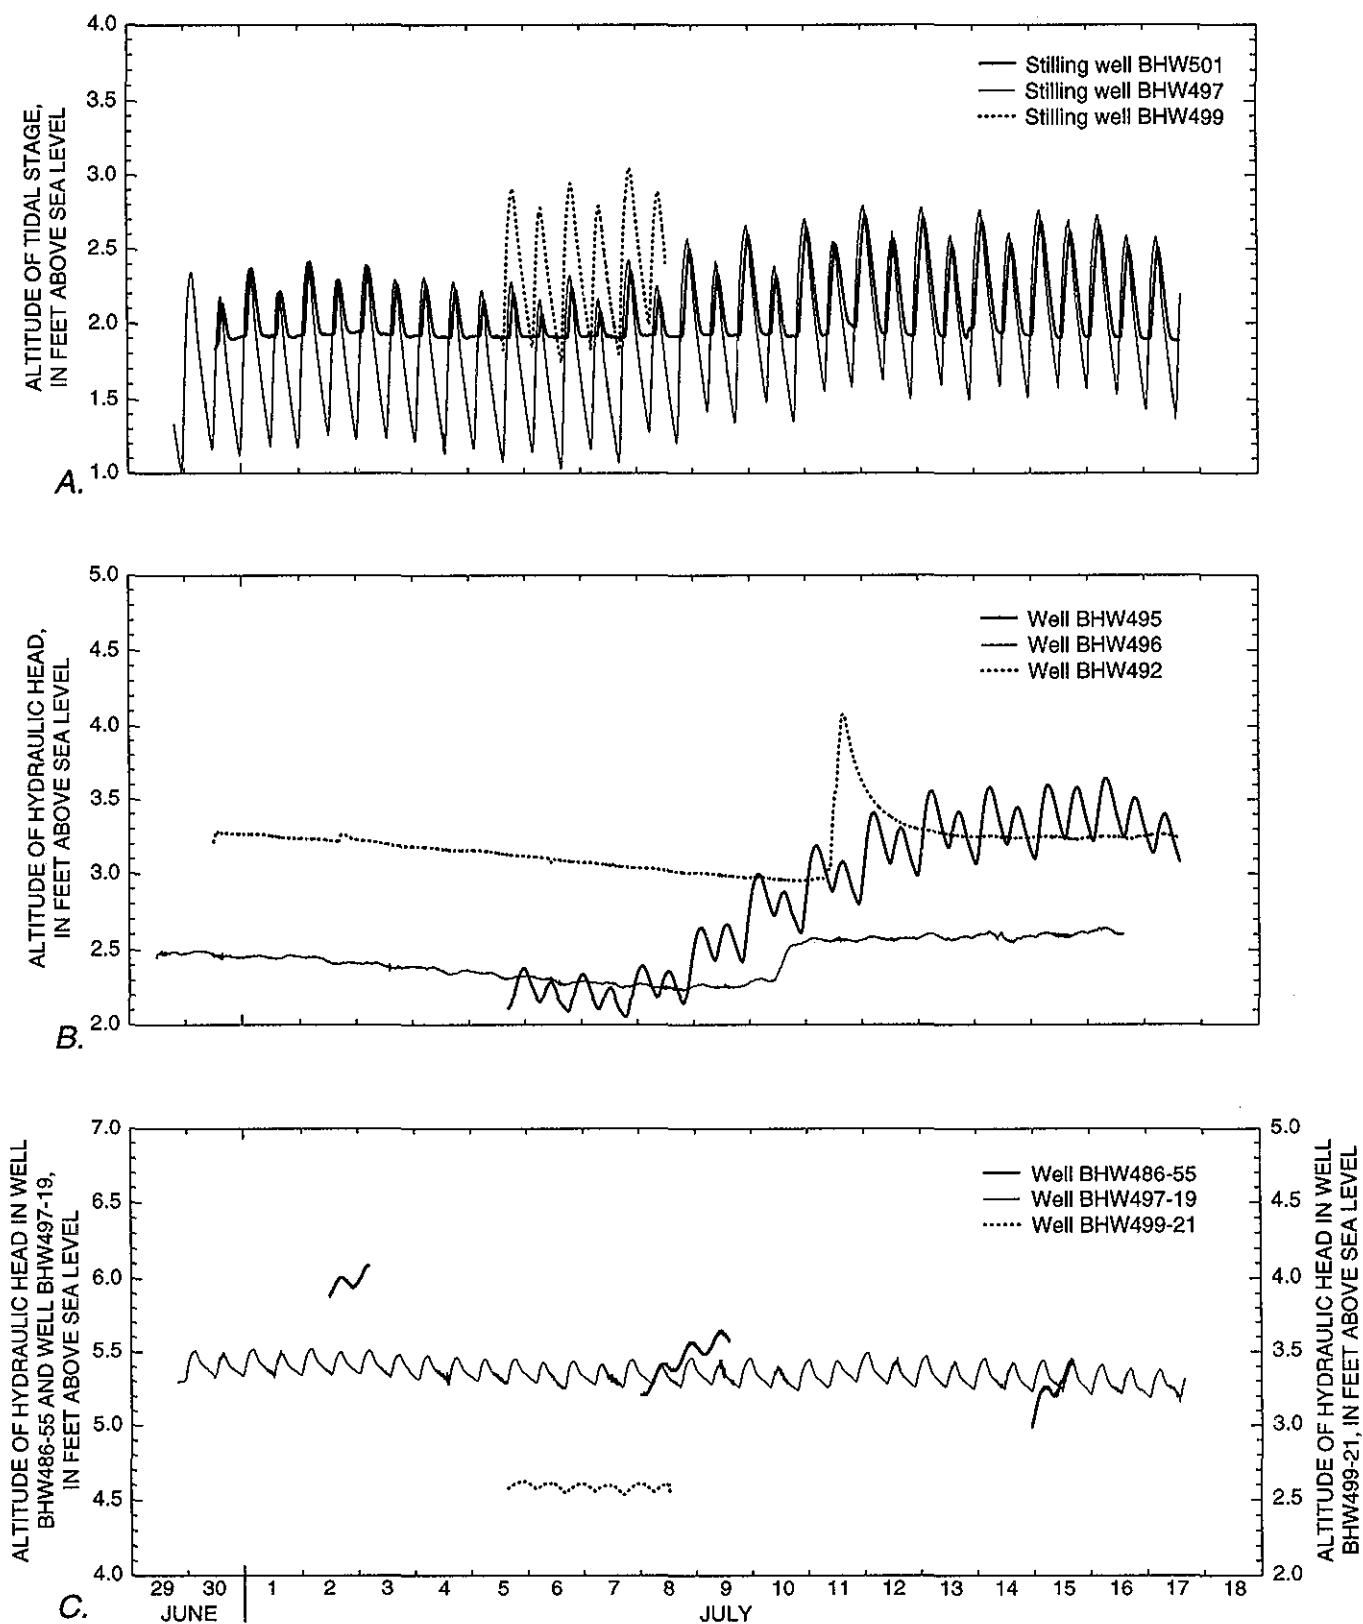 ALTITUDE OF TIDAL STAGE,
IN FEET ABOVE SEA LEVEL
4.0
3.5
3.0
2.5
2.0
1.5
1.0
Stilling well BHW501
Stilling well BHW497
Stilling well BHW499
A.
ALTITUDE OF HYDRAULIC HEAD,
IN FEET ABOVE SEA LEVEL
5.0
4.5
4.0
3.5
3.0
2.5
2.0
Well BHW495
Well BHW496
Well BHW492
B.
ALTITUDE OF HYDRAULIC HEAD IN WELL
BHW486-55 AND WELL BHW497-19,
IN FEET ABOVE SEA LEVEL
7.0
6.5
6.0
5.5
5.0
4.5
4.0
Well BHW486-55
Well BHW497-19
Well BHW499-21
5.0
4.5
4.0
3.5
3.0
2.5
2.0
ALTITUDE OF HYDRAULIC HEAD IN WELL
BHW499-21, IN FEET ABOVE SEA LEVEL
29 30 1 2 3 4 5 6 7 8 9 10 11 12 13 14 15 16 17 18
C. JUNE JULY